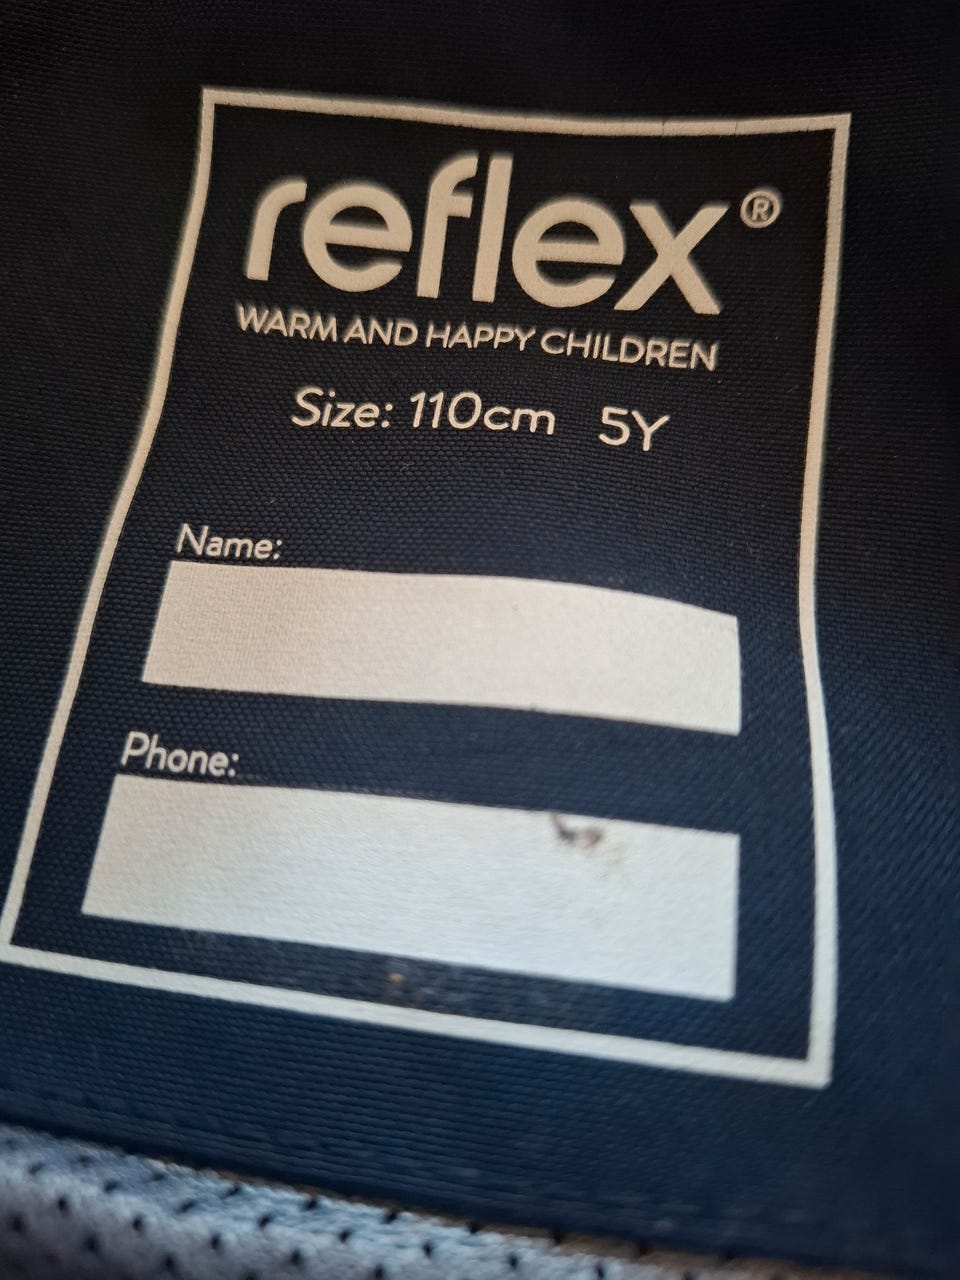 reflex®
WARM AND HAPPY CHILDREN
Size: 110cm 5Y
Name:
Phone: